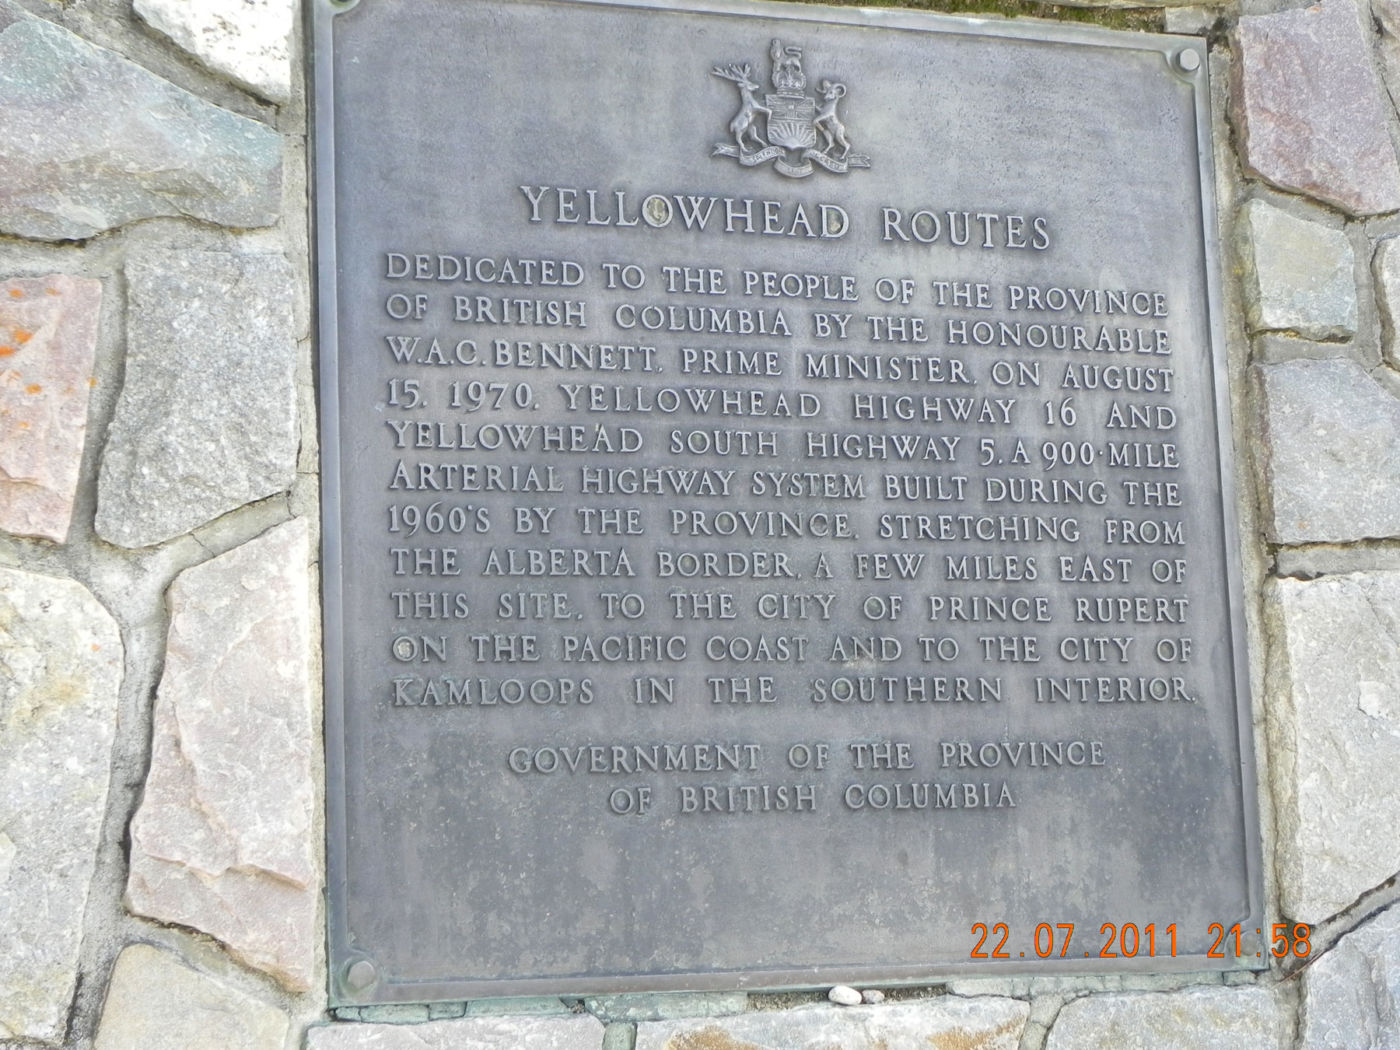 YELLOWHEAD ROUTES
DEDICATED TO THE PEOPLE OF THE PROVINCE
OF BRITISH COLUMBIA BY THE HONOURABLE
W.A.C. BENNETT, PRIME MINISTER, ON AUGUST
15, 1970, YELLOWHEAD HIGHWAY 16 AND
YELLOWHEAD SOUTH HIGHWAY 5, A 900-MILE
ARTERIAL HIGHWAY SYSTEM BUILT DURING THE
1960'S BY THE PROVINCE, STRETCHING FROM
THE ALBERTA BORDER, A FEW MILES EAST OF
THIS SITE, TO THE CITY OF PRINCE RUPERT
ON THE PACIFIC COAST AND TO THE CITY OF
KAMLOOPS IN THE SOUTHERN INTERIOR.
GOVERNMENT OF THE PROVINCE
OF BRITISH COLUMBIA
22.07.2011 21:58